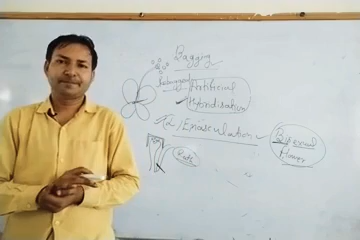 Bagging
Artificial
Hybridisation
Emasculation
Bisexual
flower